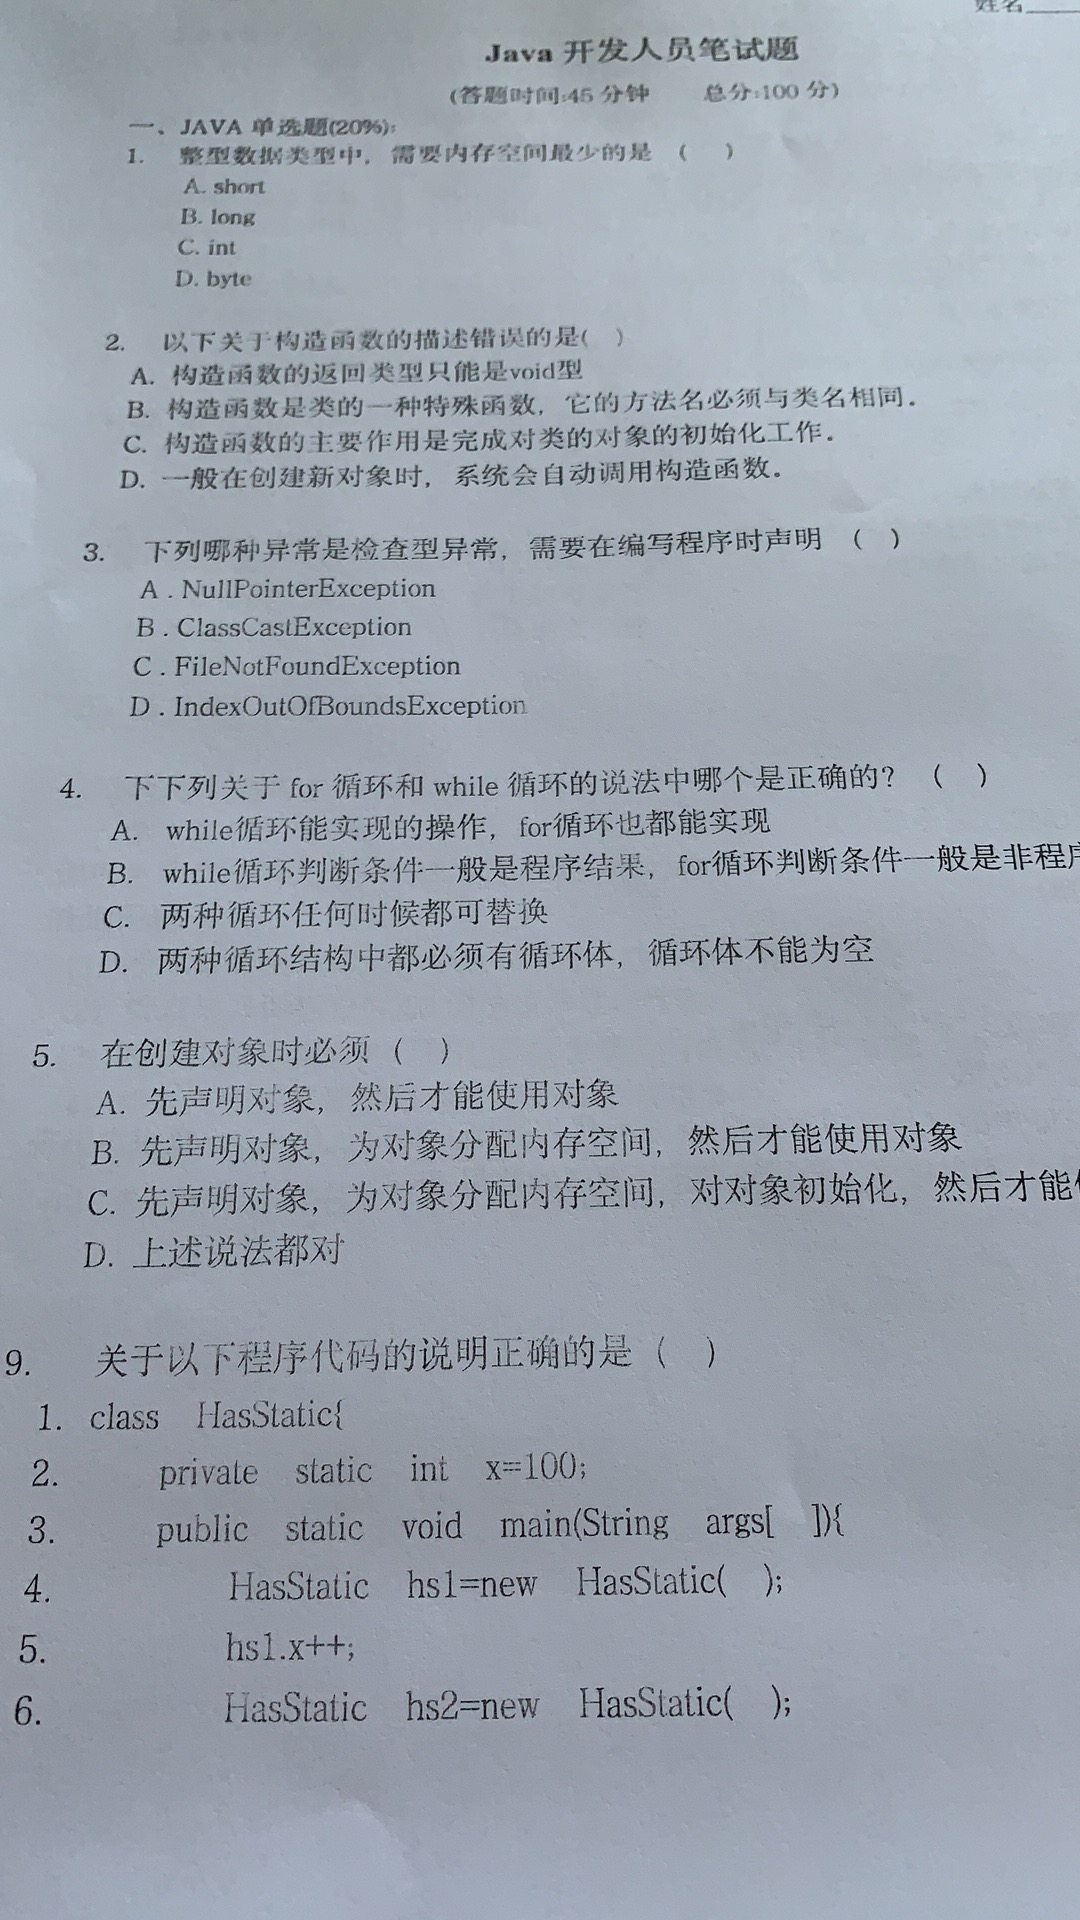 姓名
Java 开发人员笔试题
(答题时间:45 分钟 总分:100 分)
一、JAVA 单选题(20%):
1. 整型数据类型中，需要内存空间最少的是 ( )
A. short
B. long
C. int
D. byte
2. 以下关于构造函数的描述错误的是( )
A. 构造函数的返回类型只能是void型
B. 构造函数是类的一种特殊函数，它的方法名必须与类名相同。
C. 构造函数的主要作用是完成对类的对象的初始化工作。
D. 一般在创建新对象时，系统会自动调用构造函数。
3. 下列哪种异常是检查型异常，需要在编写程序时声明 ( )
A . NullPointerException
B . ClassCastException
C . FileNotFoundException
D . IndexOutOfBoundsException
4. 下下列关于 for 循环和 while 循环的说法中哪个是正确的? ( )
A. while循环能实现的操作，for循环也都能实现
B. while循环判断条件一般是程序结果，for循环判断条件一般是非程序
C. 两种循环任何时候都可替换
D. 两种循环结构中都必须有循环体，循环体不能为空
5. 在创建对象时必须 ( )
A. 先声明对象，然后才能使用对象
B. 先声明对象，为对象分配内存空间，然后才能使用对象
C. 先声明对象，为对象分配内存空间，对对象初始化，然后才能
D. 上述说法都对
9. 关于以下程序代码的说明正确的是 ( )
1. class HasStatic{
2. private static int x=100;
3. public static void main(String args[ ]){
4. HasStatic hs1=new HasStatic( );
5. hs1.x++;
6. HasStatic hs2=new HasStatic( );